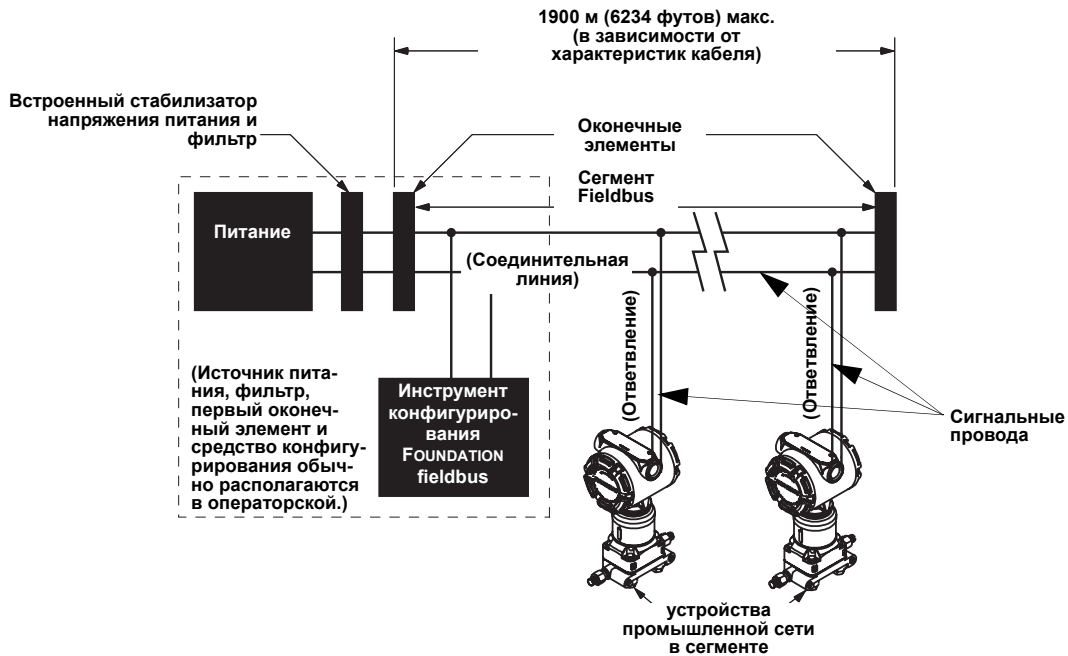 1900 м (6234 футов) макс.
(в зависимости от
характеристик кабеля)
Встроенный стабилизатор
напряжения питания и
фильтр
Оконечные
элементы
Сегмент
Fieldbus
Питание
(Соединительная
линия)
(Ответвление)
(Ответвление)
(Источник пита-
ния, фильтр,
первый оконеч-
ный элемент и
средство конфигу-
рирования обыч-
но располагаются
в операторской.)
Инструмент
конфигуриро-
вания
FOUNDATION
fieldbus
Сигнальные
провода
устройства
промышленной сети
в сегменте